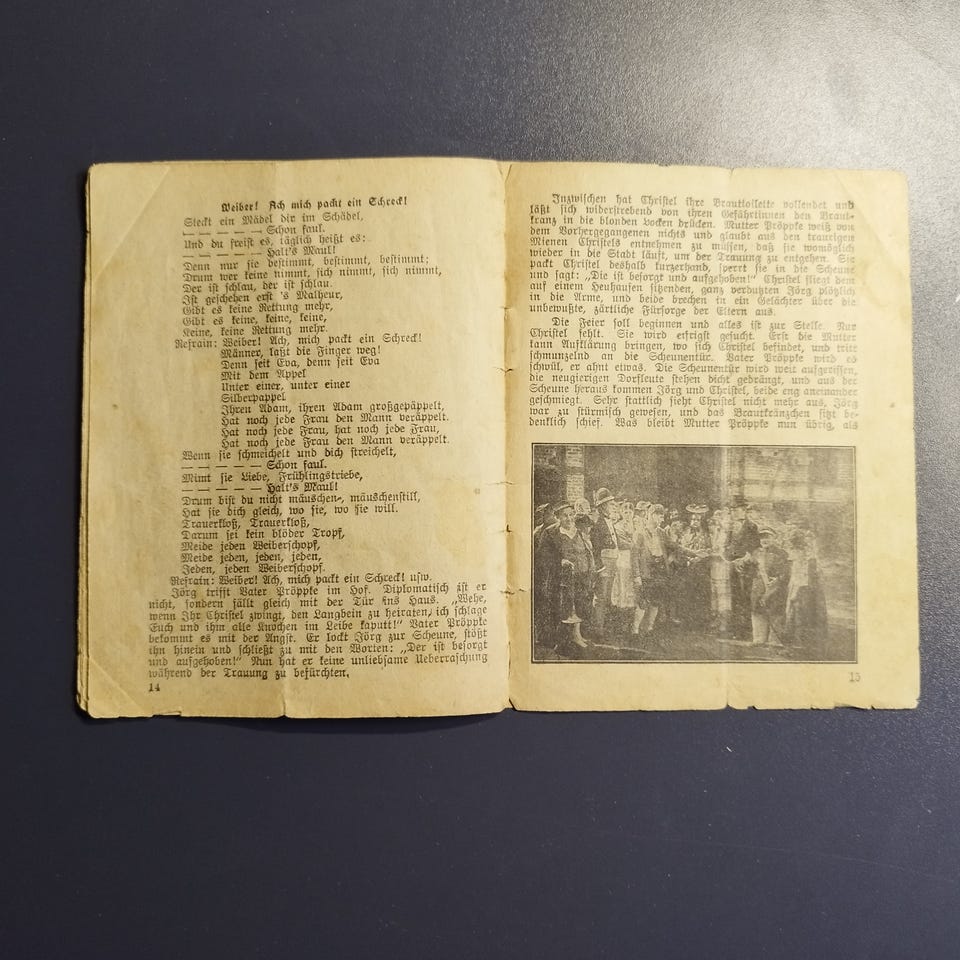 Weiber! Ach mich packt ein Schreck!
Steckt ein Mädel dir im Schädel,
— — — — — Schon faul.
Und du freist es, täglich heißt es:
— — — — — Halt's Maul!
Denn nur sie bestimmt, bestimmt, bestimmt;
Drum wer keine nimmt, sich nimmt, sich nimmt,
Der ist schlau, der ist schlau.
Ist geschehen erst 's Malheur,
Gibt es keine Rettung mehr,
Gibt es keine, keine, keine,
Keine, keine Rettung mehr.
Refrain: Weiber! Ach, mich packt ein Schreck!
Männer, laßt die Finger weg!
Denn seit Eva, denn seit Eva
Mit dem Appel
Unter einer, unter einer
Silberpappel
Ihren Adam, ihren Adam großgepäppelt,
Hat noch jede Frau den Mann veräppelt.
Hat noch jede Frau, hat noch jede Frau,
Hat noch jede Frau den Mann veräppelt.
Wenn sie schmeichelt und dich streichelt,
— — — — — Schon faul.
Mimt sie Liebe, Frühlingstriebe,
— — — — — Halt's Maul!
Drum bist du nicht mäuschen-, mäuschenstill,
Hat sie dich gleich, wo sie, wo sie will.
Trauerkloß, Trauerkloß,
Darum sei kein blöder Tropf,
Meide jeden Weiberschopf,
Meide jeden, jeden, jeden,
Jeden, jeden Weiberschopf.
Refrain: Weiber! Ach, mich packt ein Schreck! usw.
Jörg trifft Vater Pröppke im Hof. Diplomatisch ist er
nicht, sondern fällt gleich mit der Tür ins Haus. „Wehe,
wenn Ihr Christel zwingt, den Langbein zu heiraten, ich schlage
Euch und ihm alle Knochen im Leibe kaputt!" Vater Pröppke
bekommt es mit der Angst. Er lockt Jörg zur Scheune, stößt
ihn hinein und schließt zu mit den Worten: „Der ist besorgt
und aufgehoben!" Nun hat er keine unliebsame Ueberraschung
während der Trauung zu befürchten.
14
Inzwischen hat Christel ihre Brauttoilette vollendet und
läßt sich widerstrebend von ihren Gefährtinnen den Braut-
kranz in die blonden Locken drücken. Mutter Pröppke weiß von
dem Vorhergegangenen nichts und glaubt aus den traurigen
Mienen Christels entnehmen zu müssen, daß sie womöglich
wieder in die Stadt läuft, um der Trauung zu entgehen. Sie
packt Christel deshalb kurzerhand, sperrt sie in die Scheune
und sagt: „Die ist besorgt und aufgehoben!" Christel fliegt dem
auf einem Heuhaufen sitzenden, ganz verdutzten Jörg plötzlich
in die Arme, und beide brechen in ein Gelächter über die
unbewußte, zärtliche Fürsorge der Eltern aus.
Die Feier soll beginnen und alles ist zur Stelle. Nur
Christel fehlt. Sie wird eifrigst gesucht. Erst die Mutter
kann Aufklärung bringen, wo sich Christel befindet, und tritt
schmunzelnd an die Scheunentür. Vater Pröppke wird es
schwül, er ahnt etwas. Die Scheunentür wird weit aufgerissen,
die neugierigen Dorfleute stehen dicht gedrängt, und aus der
Scheune heraus kommen Jörg und Christel, beide eng aneinander
geschmiegt. Sehr stattlich sieht Christel nicht mehr aus, Jörg
war zu stürmisch gewesen, und das Brautkränzchen sitzt be-
denklich schief. Was bleibt Mutter Pröppke nun übrig, als
15